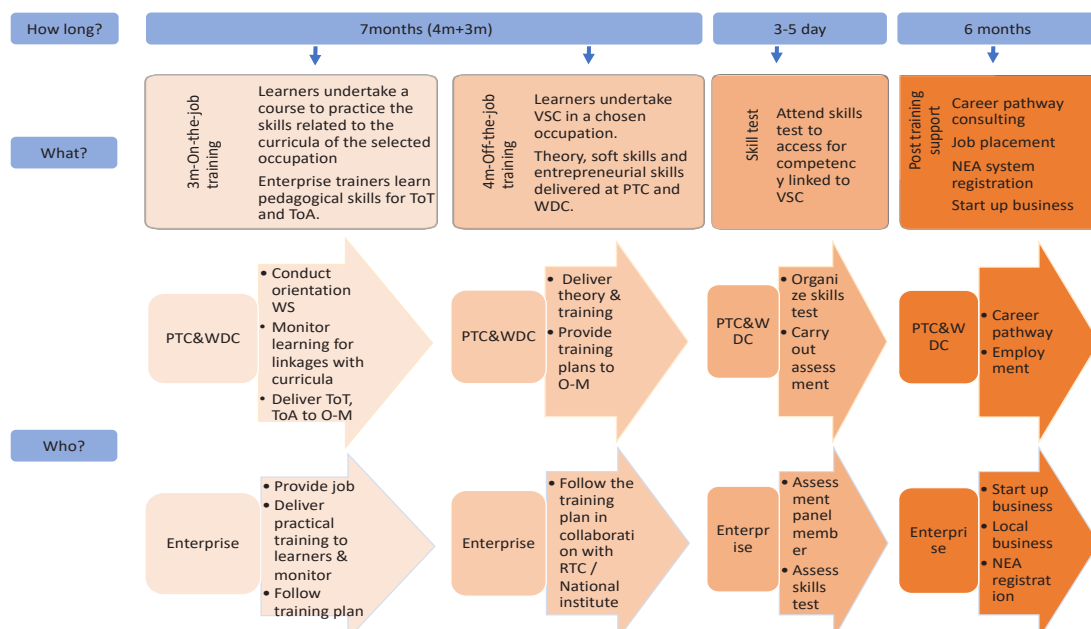 How long?
7months (4m+3m)
3-5 day
6 months
What?
3m-On-the-job
training
Learners undertake a
course to practice the
skills related to the
curricula of the selected
occupation
Enterprise trainers learn
pedagogical skills for ToT
and ToA.
4m-Off-the-job
training
Learners undertake
VSC in a chosen
occupation.
Theory, soft skills and
entrepreneurial skills
delivered at PTC and
WDC.
Skill test
Attend skills
test to
access for
competenc
y linked to
VSC
Post training
support
Career pathway
consulting
Job placement
NEA system
registration
Start up business
Who?
PTC&WDC
• Conduct
orientation
WS
• Monitor
learning for
linkages with
curricula
• Deliver ToT,
ToA to O-M
PTC&WDC
• Deliver
theory &
training
• Provide
training
plans to
O-M
PTC&W
DC
• Organi
ze skills
test
• Carry
out
assess
ment
PTC&W
DC
• Career
pathway
• Employ
ment
Enterprise
• Provide job
• Deliver
practical
training to
learners &
monitor
• Follow
training plan
Enterprise
• Follow the
training
plan in
collaborati
on with
RTC /
National
institute
Enterpr
ise
• Assess
ment
panel
memb
er
• Assess
skills
test
Enterpri
se
• Start up
business
• Local
business
• NEA
registrat
ion